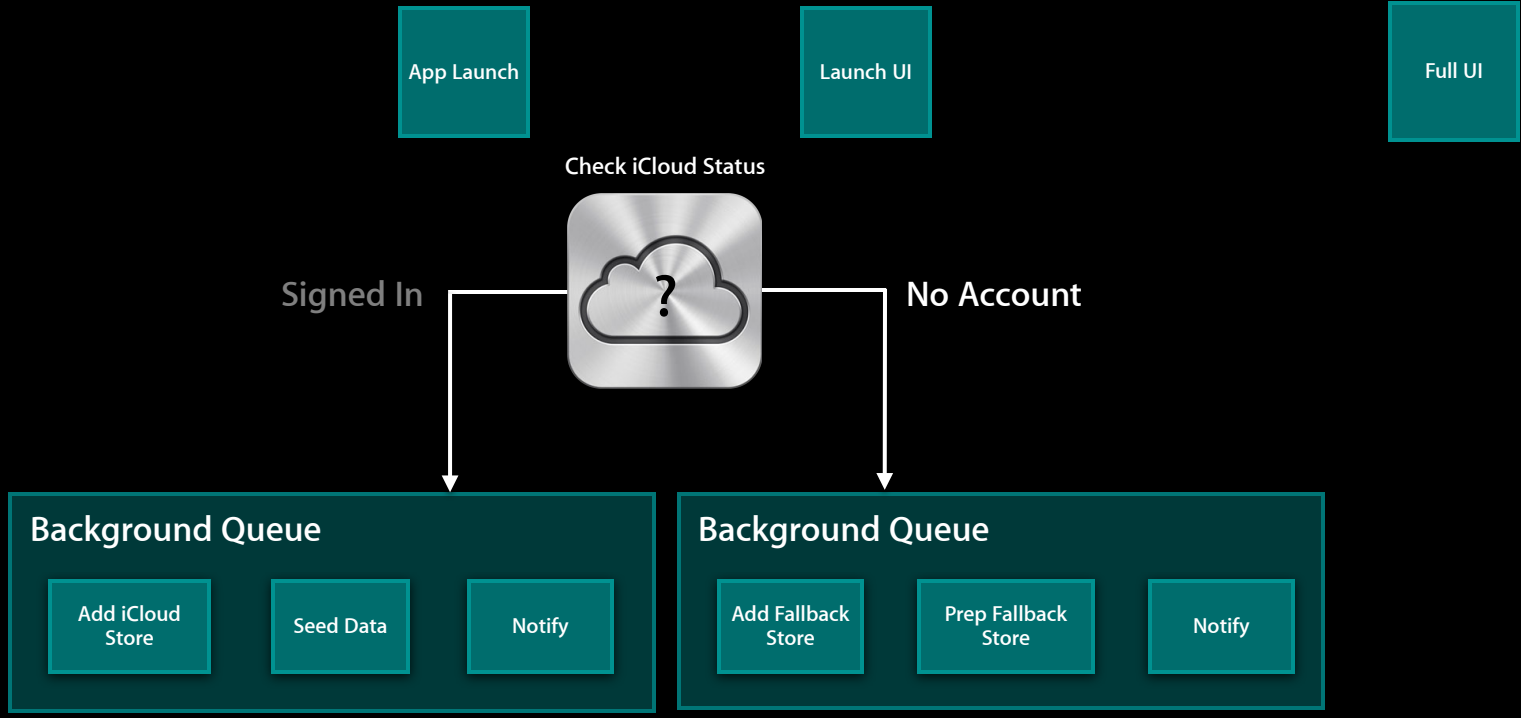 App Launch
Launch UI
Full UI
Check iCloud Status
?
Signed In
No Account
Background Queue
Add iCloud
Store
Seed Data
Notify
Background Queue
Add Fallback
Store
Prep Fallback
Store
Notify